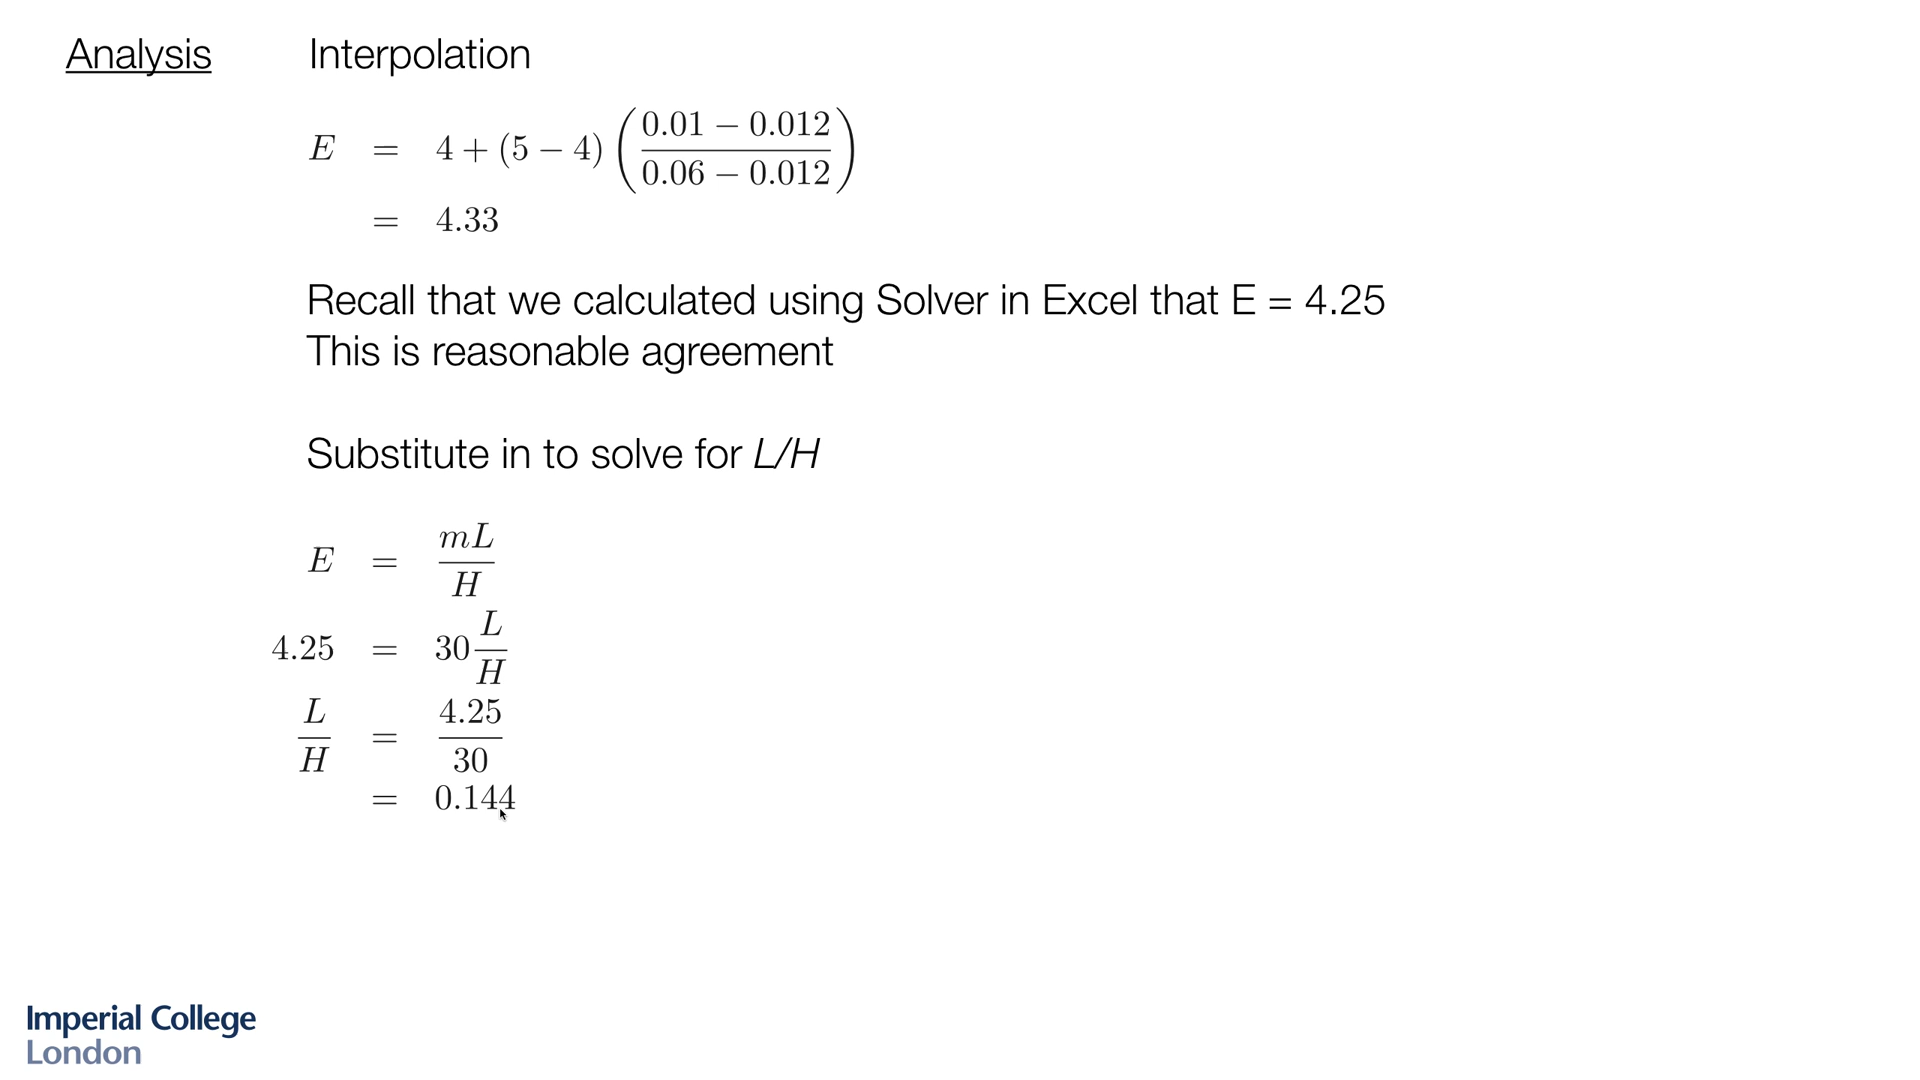 Analysis Interpolation
E = 4 + (5 − 4) ( (0.01 − 0.012) / (0.06 − 0.012) )
= 4.33
Recall that we calculated using Solver in Excel that E = 4.25
This is reasonable agreement
Substitute in to solve for L/H
E = mL / H
4.25 = 30 L / H
L / H = 4.25 / 30
= 0.144
Imperial College
London